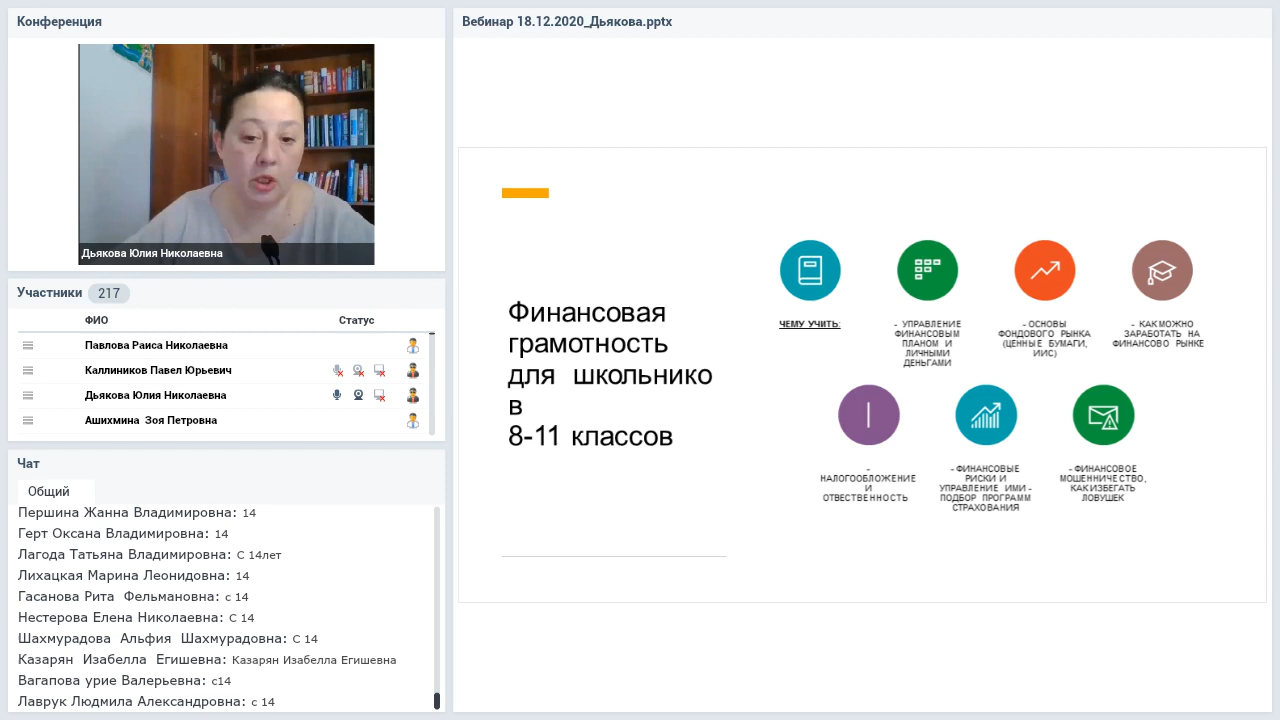 Конференция
Дьякова Юлия Николаевна
Участники 217
ФИО Статус
Павлова Раиса Николаевна
Каллиников Павел Юрьевич
Дьякова Юлия Николаевна
Ашихмина Зоя Петровна
Чат
Общий
Першина Жанна Владимировна: 14
Герт Оксана Владимировна: 14
Лагода Татьяна Владимировна: С 14лет
Лихацкая Марина Леонидовна: 14
Гасанова Рита Фельмановна: с 14
Нестерова Елена Николаевна: С 14
Шахмурадова Альфия Шахмурадовна: С 14
Казарян Изабелла Егишевна: Казарян Изабелла Егишевна
Вагапова урие Валерьевна: с14
Лаврук Людмила Александровна: с 14
Вебинар 18.12.2020_Дьякова.pptx
Финансовая
грамотность
для школьнико
в
8-11 классов
ЧЕМУ УЧИТЬ:
- УПРАВЛЕНИЕ
ФИНАНСОВЫМ
ПЛАНОМ И
ЛИЧНЫМИ
ДЕНЬГАМИ
- ОСНОВЫ
ФОНДОВОГО РЫНКА
(ЦЕННЫЕ БУМАГИ,
ИИС)
- КАК МОЖНО
ЗАРАБОТАТЬ НА
ФИНАНСОВО РЫНКЕ
-
НАЛОГООБЛОЖЕНИЕ
И
ОТВЕСТВЕННОСТЬ
- ФИНАНСОВЫЕ
РИСКИ И
УПРАВЛЕНИЕ ИМИ -
ПОДБОР ПРОГРАММ
СТРАХОВАНИЯ
- ФИНАНСОВОЕ
МОШЕННИЧЕСТВО,
КАК ИЗБЕГАТЬ
ЛОВУШЕК